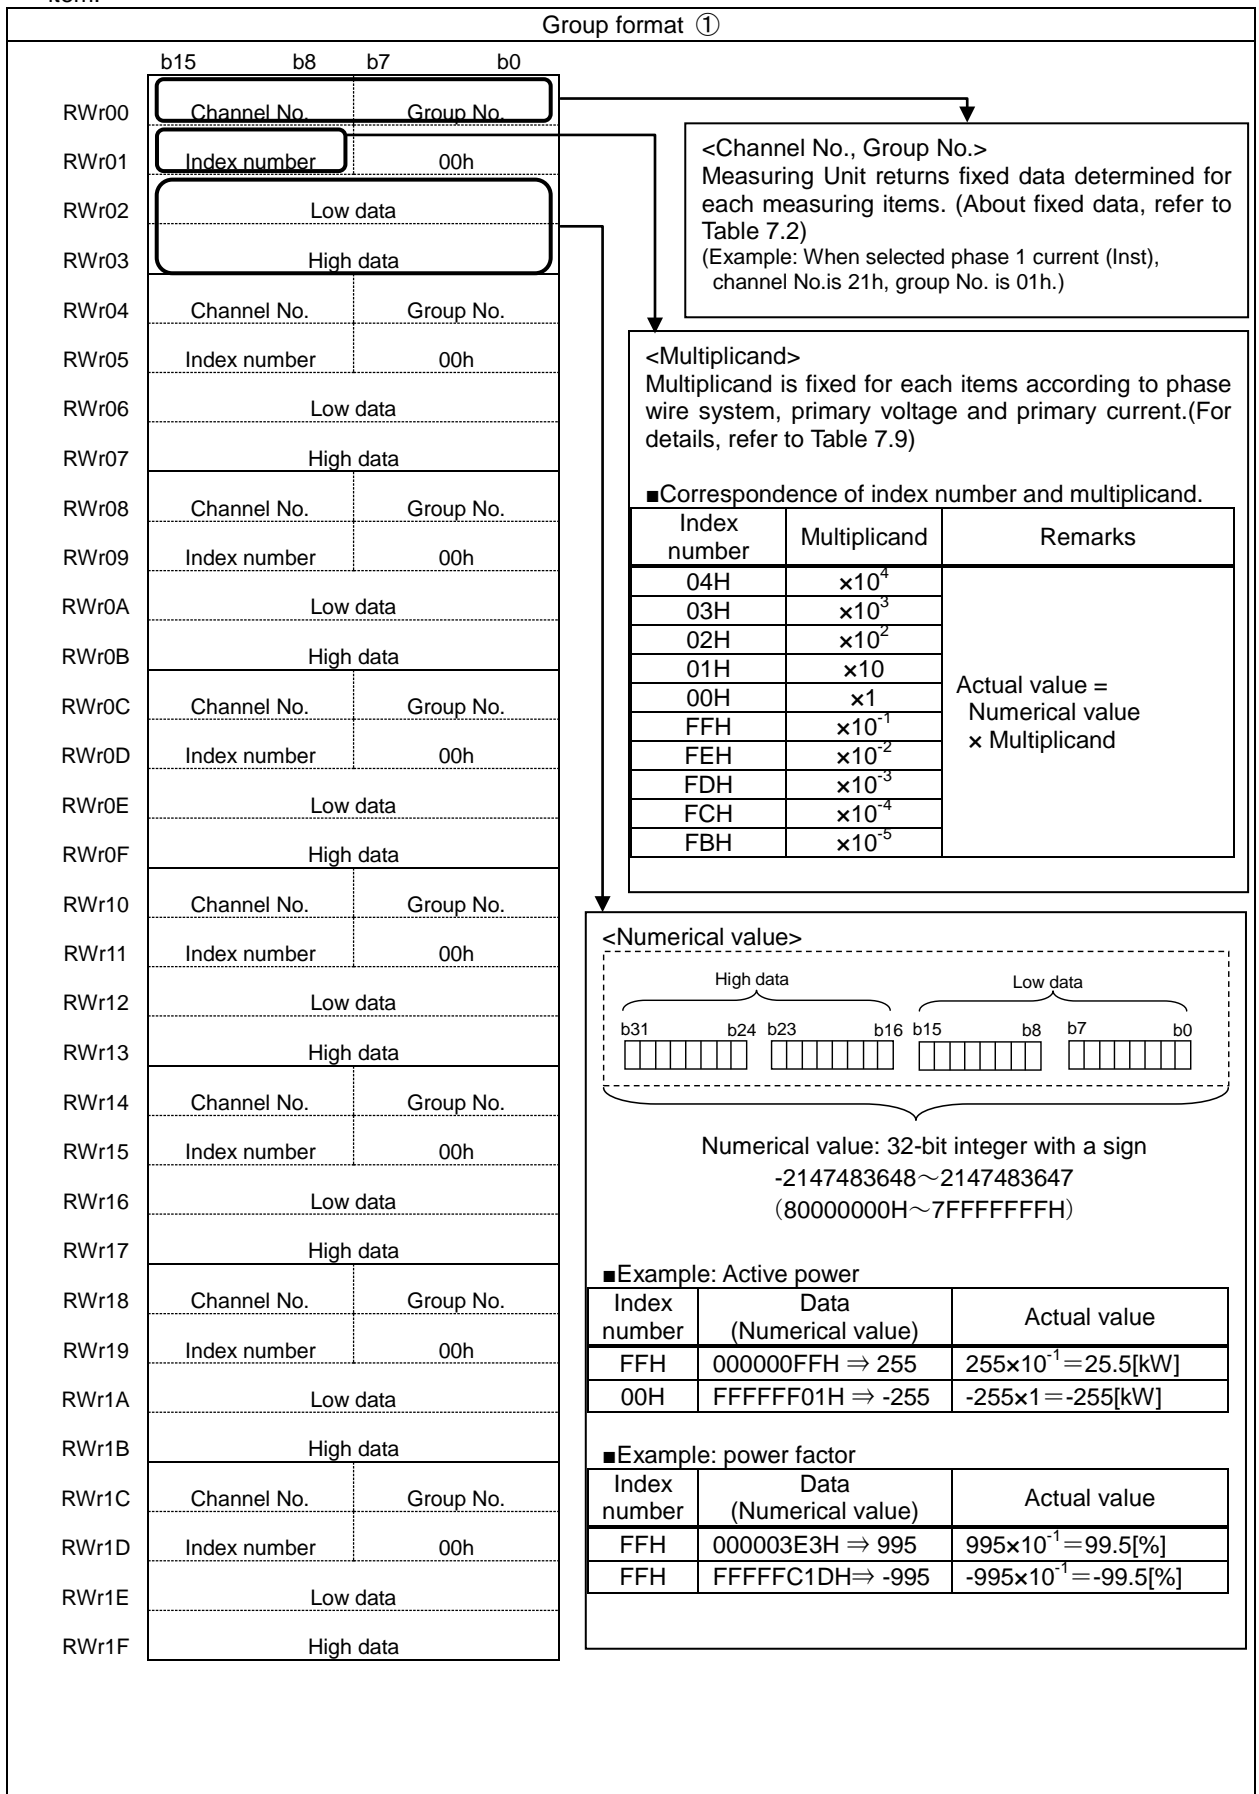 item.
Group format ①
b15 b8 b7 b0
RWr00 Channel No. Group No.
RWr01 Index number 00h
RWr02 Low data
RWr03 High data
RWr04 Channel No. Group No.
RWr05 Index number 00h
RWr06 Low data
RWr07 High data
RWr08 Channel No. Group No.
RWr09 Index number 00h
RWr0A Low data
RWr0B High data
RWr0C Channel No. Group No.
RWr0D Index number 00h
RWr0E Low data
RWr0F High data
RWr10 Channel No. Group No.
RWr11 Index number 00h
RWr12 Low data
RWr13 High data
RWr14 Channel No. Group No.
RWr15 Index number 00h
RWr16 Low data
RWr17 High data
RWr18 Channel No. Group No.
RWr19 Index number 00h
RWr1A Low data
RWr1B High data
RWr1C Channel No. Group No.
RWr1D Index number 00h
RWr1E Low data
RWr1F High data
<Channel No., Group No.>
Measuring Unit returns fixed data determined for
each measuring items. (About fixed data, refer to
Table 7.2)
(Example: When selected phase 1 current (Inst),
channel No.is 21h, group No. is 01h.)
<Multiplicand>
Multiplicand is fixed for each items according to phase
wire system, primary voltage and primary current.(For
details, refer to Table 7.9)
■Correspondence of index number and multiplicand.
Index number Multiplicand Remarks
04H ×10⁴
03H ×10³
02H ×10²
01H ×10
00H ×1
FFH ×10⁻¹
FEH ×10⁻²
FDH ×10⁻³
FCH ×10⁻⁴
FBH ×10⁻⁵
Actual value =
Numerical value
× Multiplicand
<Numerical value>
High data Low data
b31 b24 b23 b16 b15 b8 b7 b0
Numerical value: 32-bit integer with a sign
-2147483648～2147483647
（80000000H～7FFFFFFFH）
■Example: Active power
Index number Data (Numerical value) Actual value
FFH 000000FFH ⇒ 255 255×10⁻¹＝25.5[kW]
00H FFFFFF01H ⇒ -255 -255×1＝-255[kW]
■Example: power factor
Index number Data (Numerical value) Actual value
FFH 000003E3H ⇒ 995 995×10⁻¹＝99.5[%]
FFH FFFFFC1DH⇒ -995 -995×10⁻¹＝-99.5[%]